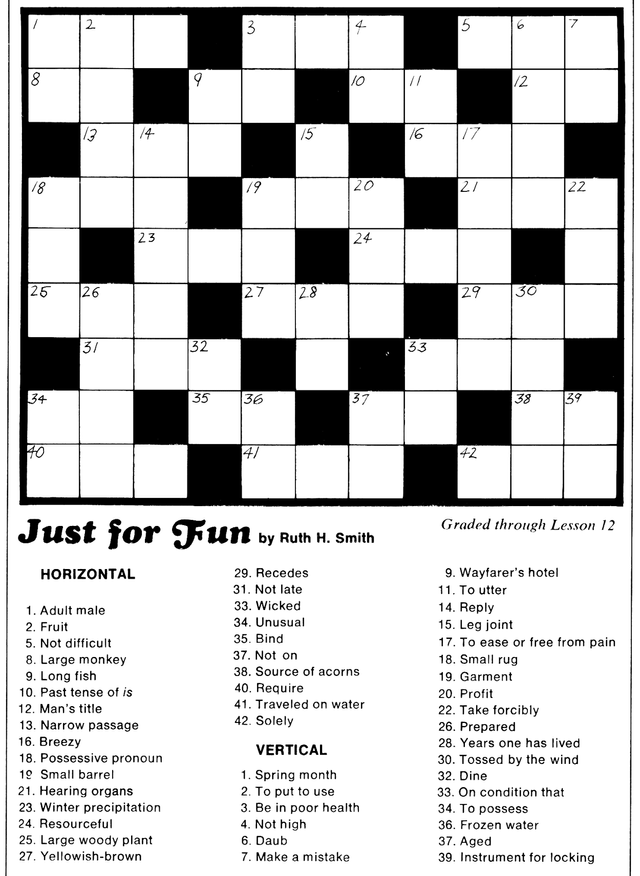 1 2 3 4 5 6 7
8 9 10 11 12
13 14 15 16 17
18 19 20 21 22
23 24
25 26 27 28 29 30
31 32 33
34 35 36 37 38 39
40 41 42
Just for Fun by Ruth H. Smith
Graded through Lesson 12
HORIZONTAL
1. Adult male
2. Fruit
5. Not difficult
8. Large monkey
9. Long fish
10. Past tense of is
12. Man's title
13. Narrow passage
16. Breezy
18. Possessive pronoun
19 Small barrel
21. Hearing organs
23. Winter precipitation
24. Resourceful
25. Large woody plant
27. Yellowish-brown
29. Recedes
31. Not late
33. Wicked
34. Unusual
35. Bind
37. Not on
38. Source of acorns
40. Require
41. Traveled on water
42. Solely
VERTICAL
1. Spring month
2. To put to use
3. Be in poor health
4. Not high
6. Daub
7. Make a mistake
9. Wayfarer's hotel
11. To utter
14. Reply
15. Leg joint
17. To ease or free from pain
18. Small rug
19. Garment
20. Profit
22. Take forcibly
26. Prepared
28. Years one has lived
30. Tossed by the wind
32. Dine
33. On condition that
34. To possess
36. Frozen water
37. Aged
39. Instrument for locking